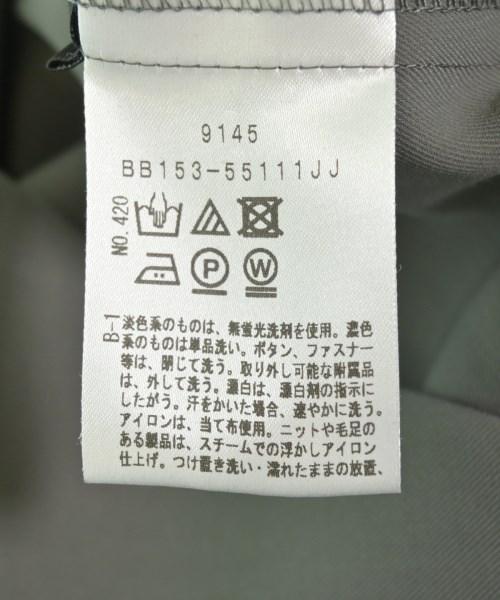 9145
BB153-55111JJ
NO.420
P W
B-1
淡色系のものは、無蛍光洗剤を使用。濃色
系のものは単品洗い。ボタン、ファスナー
等は、閉じて洗う。取り外し可能な附属品
は、外して洗う。漂白は、漂白剤の指示に
したがう。汗をかいた場合、速やかに洗う。
アイロンは、当て布使用。ニットや毛足の
ある製品は、スチームでの浮かしアイロン
仕上げ。つけ置き洗い・濡れたままの放置、